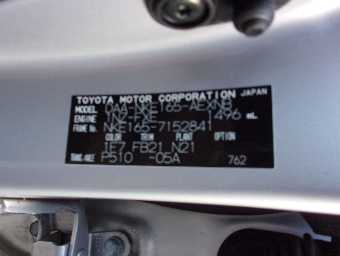 TOYOTA MOTOR CORPORATION JAPAN
MODEL DAA-NKE165-AEXNB
ENGINE 1NZ-FXE 1496 mL
FRAME No. NKE165-7152841
COLOR TRIM PLANT OPTION
1F7 FB21 N21
TRANS./AXLE P510 -05A
762